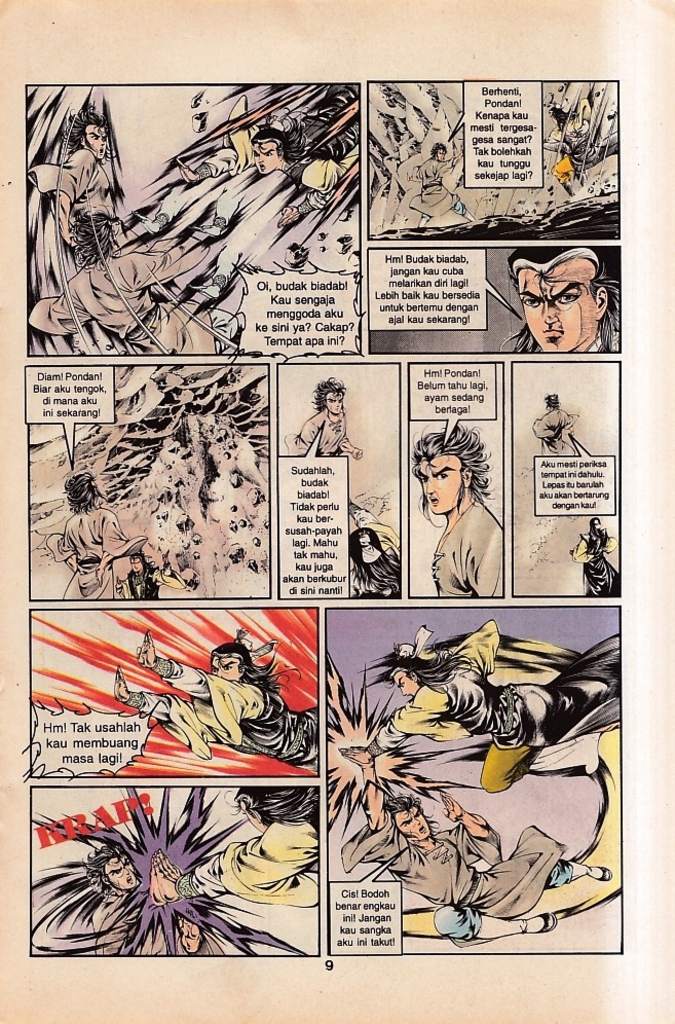 Oi, budak biadab!
Kau sengaja
menggoda aku
ke sini ya? Cakap?
Tempat apa ini?
Berhenti,
Pondan!
Kenapa kau
mesti tergesa-
gesa sangat?
Tak bolehkah
kau tunggu
sekejap lagi?
Hm! Budak biadab,
jangan kau cuba
melarikan diri lagi!
Lebih baik kau bersedia
untuk bertemu dengan
ajal kau sekarang!
Diam! Pondan!
Biar aku tengok,
di mana aku
ini sekarang!
Sudahlah,
budak
biadab!
Tidak perlu
kau ber-
susah-payah
lagi. Mahu
tak mahu,
kau juga
akan berkubur
di sini nanti!
Hm! Pondan!
Belum tahu lagi,
ayam sedang
berlaga!
Aku mesti periksa
tempat ini dahulu.
Lepas itu barulah
aku akan bertarung
dengan kau!
Hm! Tak usahlah
kau membuang
masa lagi!
KRAP!
Cis! Bodoh
benar engkau
ini! Jangan
kau sangka
aku ini takut!
9